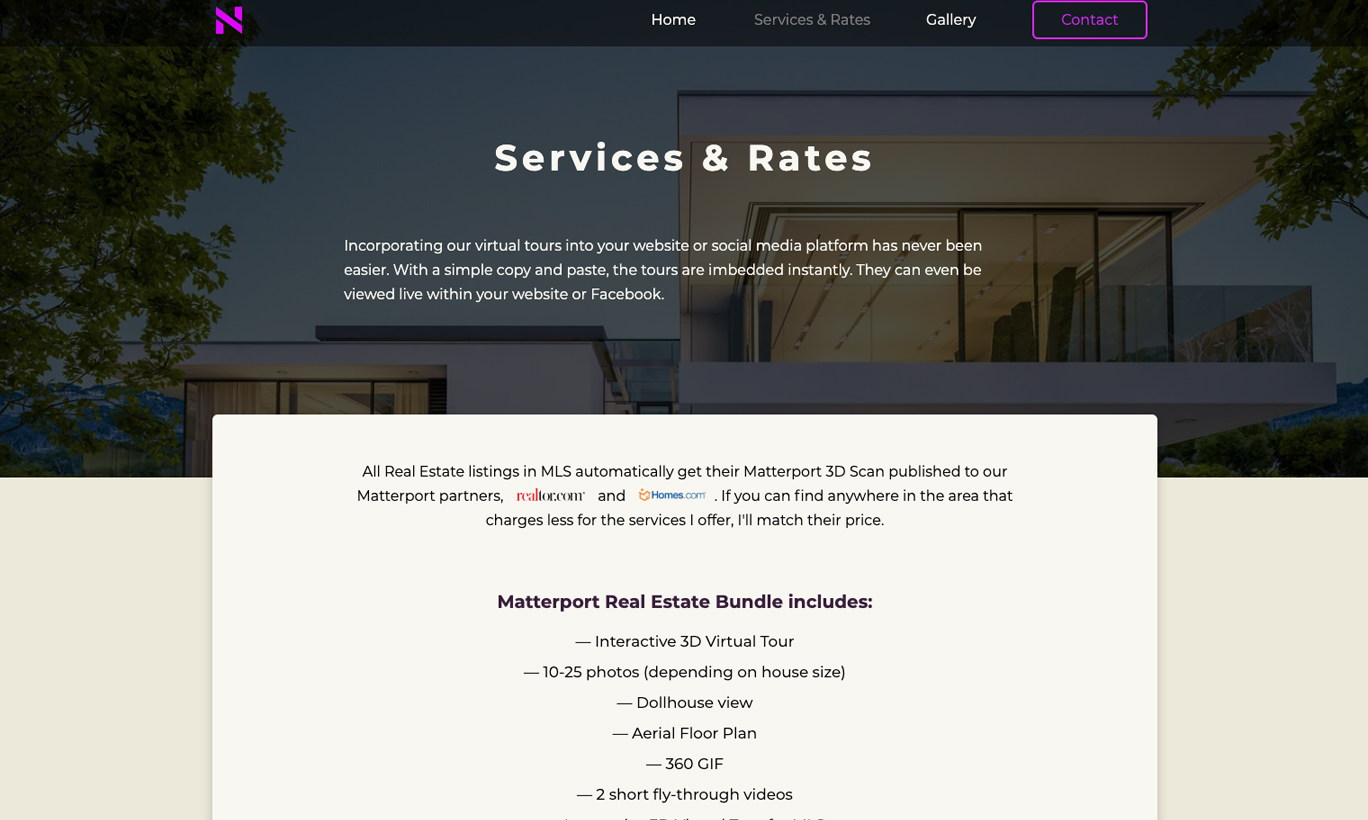 N
Home Services & Rates Gallery Contact
Services & Rates
Incorporating our virtual tours into your website or social media platform has never been
easier. With a simple copy and paste, the tours are imbedded instantly. They can even be
viewed live within your website or Facebook.
All Real Estate listings in MLS automatically get their Matterport 3D Scan published to our
Matterport partners, realtor.com and Homes.com . If you can find anywhere in the area that
charges less for the services I offer, I'll match their price.
Matterport Real Estate Bundle includes:
— Interactive 3D Virtual Tour
— 10-25 photos (depending on house size)
— Dollhouse view
— Aerial Floor Plan
— 360 GIF
— 2 short fly-through videos